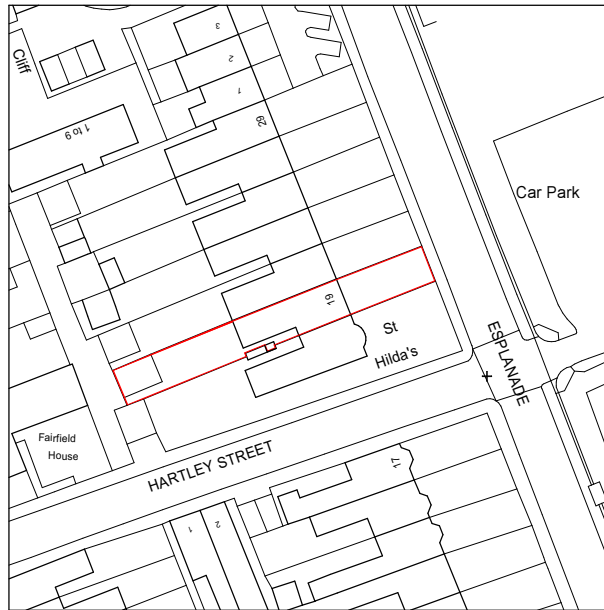 3
Cliff
2
1
29
1 to 9
Car Park
19
St
Hilda's
ESPLANADE
Fairfield
House
HARTLEY STREET
17
1
2